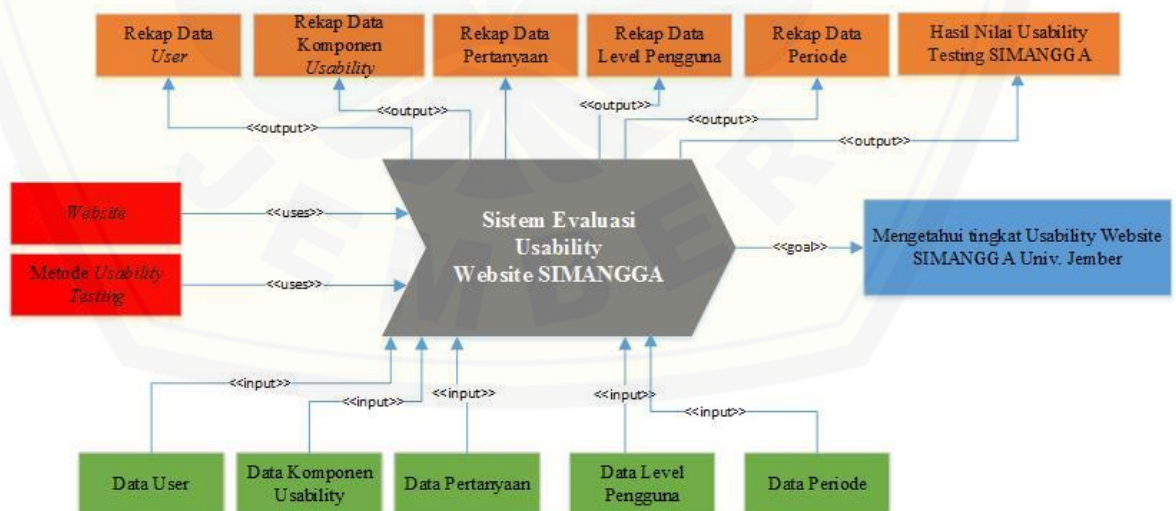 Rekap Data
User
Rekap Data
Komponen
Usability
Rekap Data
Pertanyaan
Rekap Data
Level Pengguna
Rekap Data
Periode
Hasil Nilai Usability
Testing SIMANGGA
<<output>>
<<output>>
<<output>>
<<output>>
<<output>>
<<output>>
JEMBER
Website
<<uses>>
Metode Usability
Testing
<<uses>>
Sistem Evaluasi
Usability
Website SIMANGGA
<<goal>>
Mengetahui tingkat Usability Website
SIMANGGA Univ. Jember
<<input>>
<<input>>
<<input>>
<<input>>
<<input>>
Data User
Data Komponen
Usability
Data Pertanyaan
Data Level
Pengguna
Data Periode